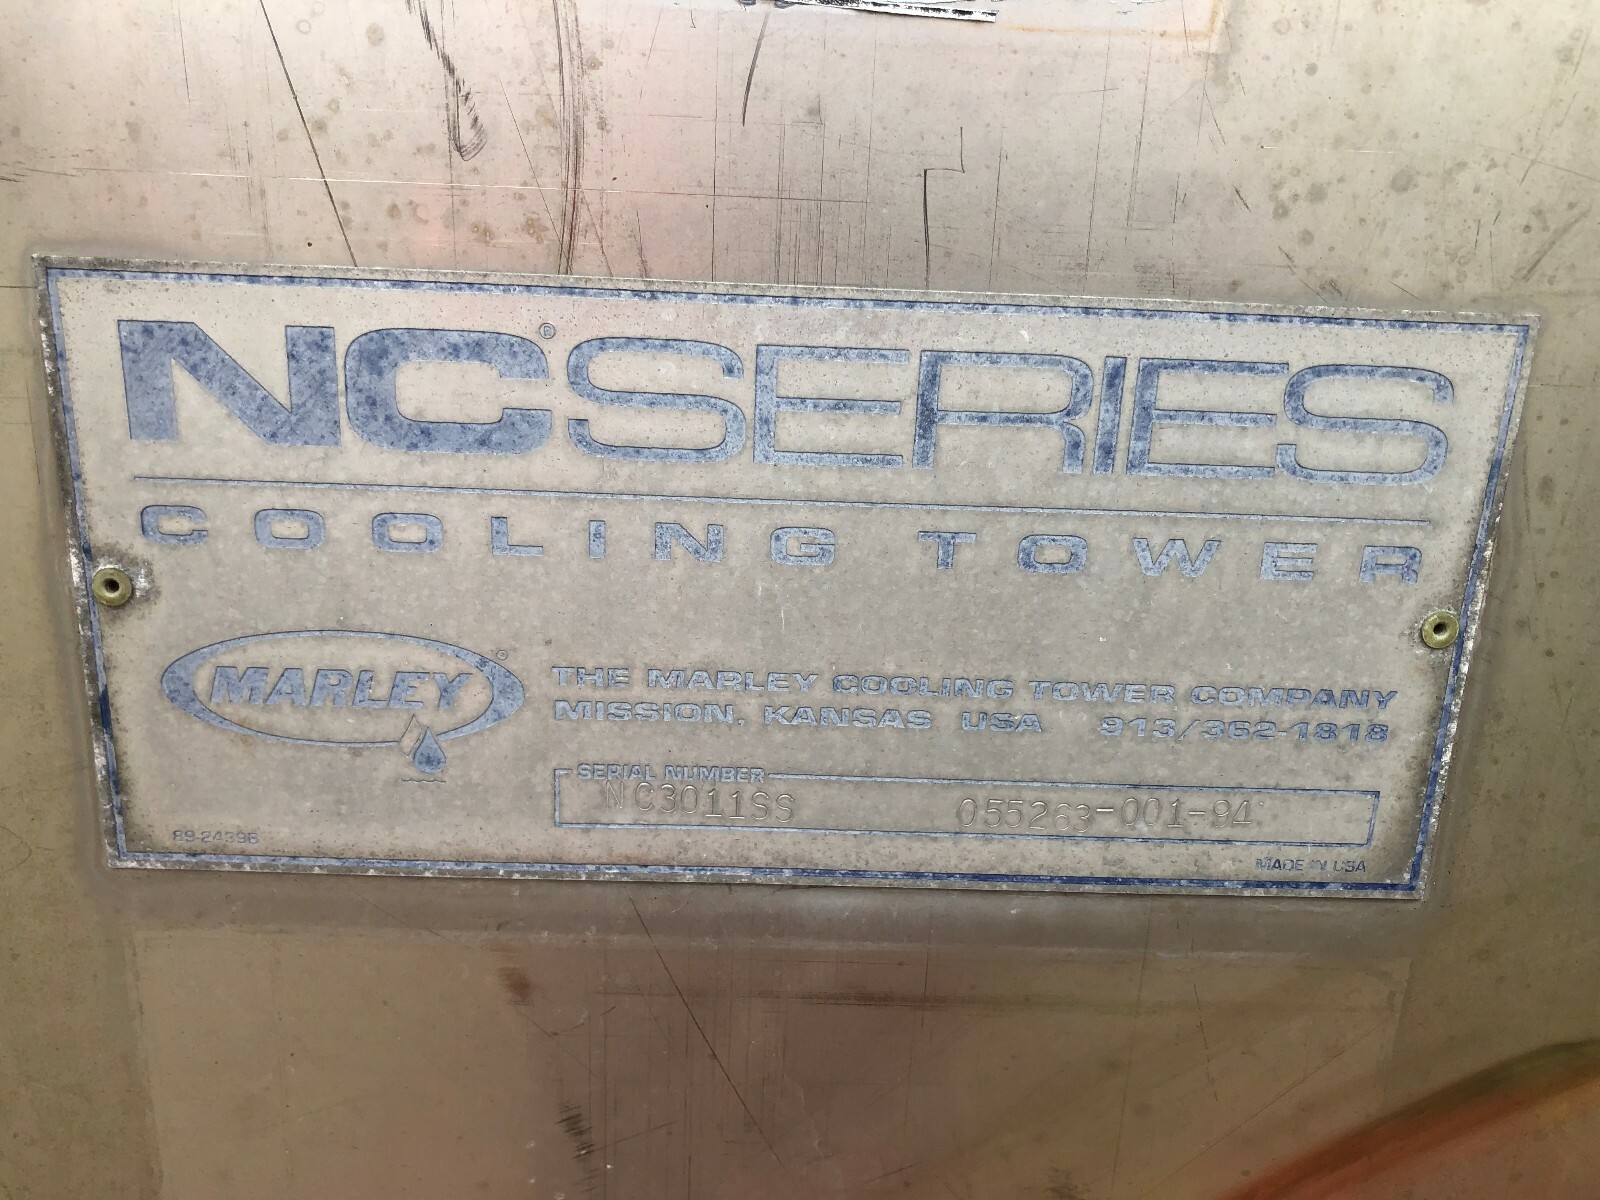 NC® SERIES
COOLING TOWER
MARLEY®
THE MARLEY COOLING TOWER COMPANY
MISSION, KANSAS USA 913/362-1818
SERIAL NUMBER
NC3011SS 055263-001-94
89-2439B
MADE IN USA